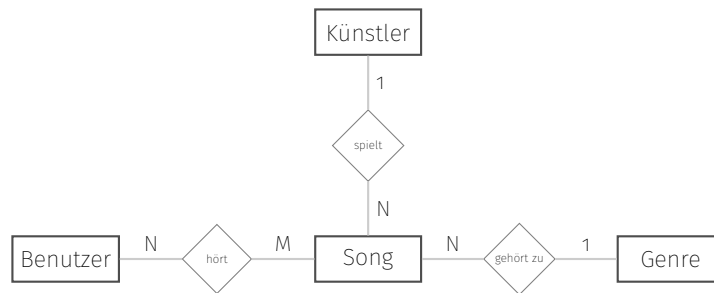 Künstler
1
spielt
N
Benutzer N hört M Song N gehört zu 1 Genre